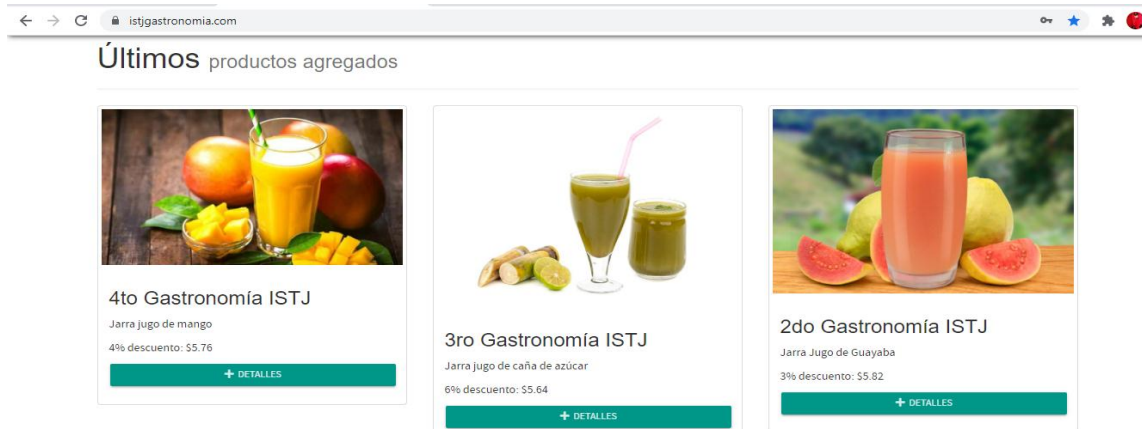 istjgastronomia.com
Últimos productos agregados
4to Gastronomía ISTJ
Jarra jugo de mango
4% descuento: $5.76
+ DETALLES
3ro Gastronomía ISTJ
Jarra jugo de caña de azúcar
6% descuento: $5.64
+ DETALLES
2do Gastronomía ISTJ
Jarra Jugo de Guayaba
3% descuento: $5.82
+ DETALLES